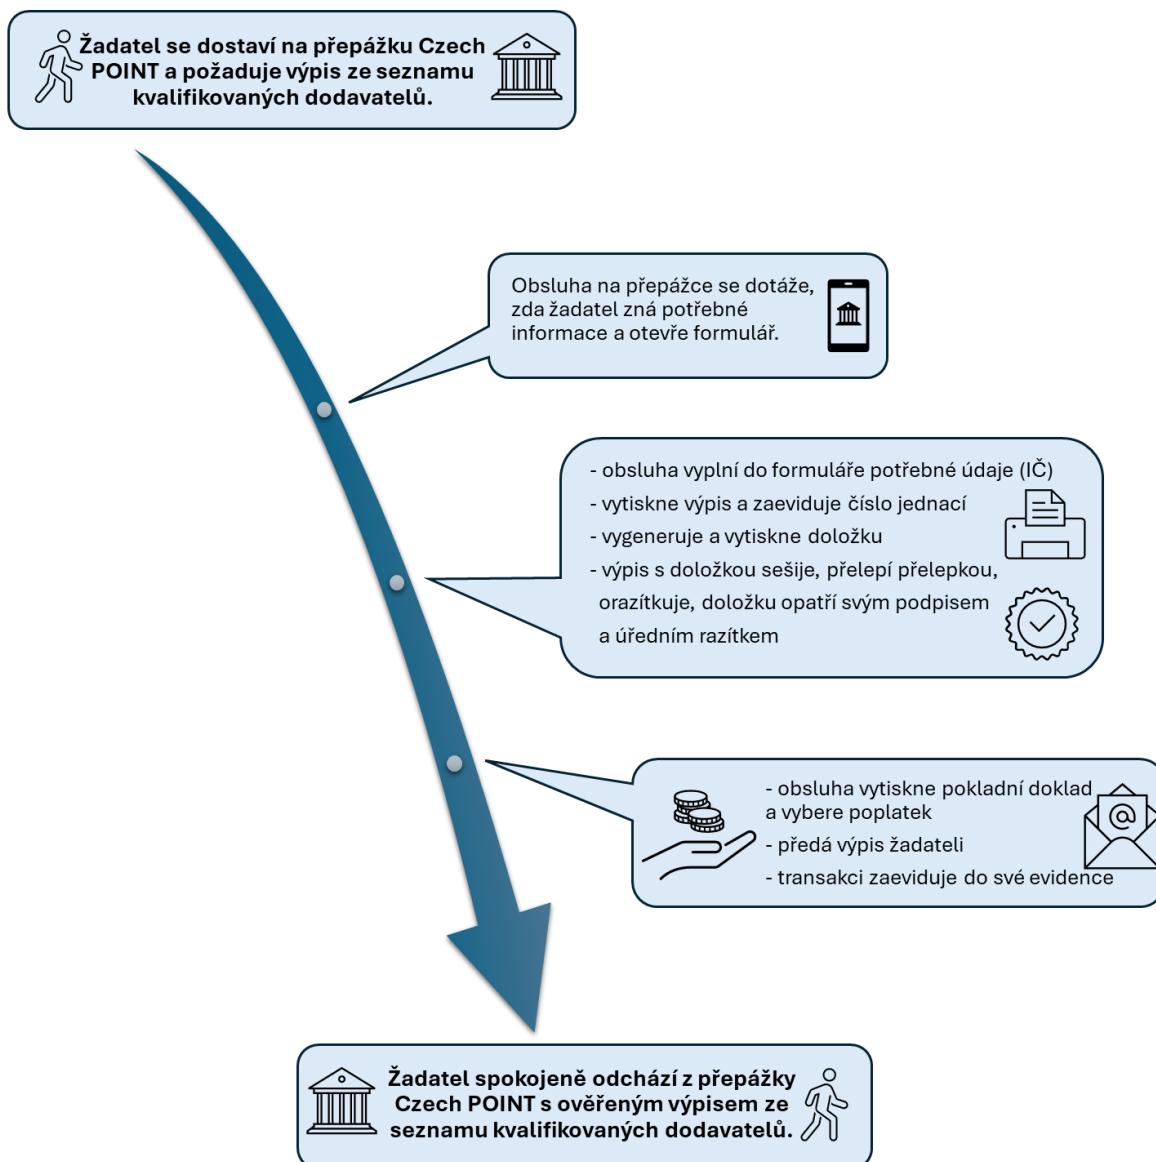 Žadatel se dostaví na přepážku Czech
POINT a požaduje výpis ze seznamu
kvalifikovaných dodavatelů.
Obsluha na přepážce se dotáže,
zda žadatel zná potřebné
informace a otevře formulář.
- obsluha vyplní do formuláře potřebné údaje (IČ)
- vytiskne výpis a zaeviduje číslo jednací
- vygeneruje a vytiskne doložku
- výpis s doložkou sešije, přelepí přelepkou,
orazítkuje, doložku opatří svým podpisem
a úředním razítkem
- obsluha vytiskne pokladní doklad
a vybere poplatek
- předá výpis žadateli
- transakci zaeviduje do své evidence
Žadatel spokojeně odchází z přepážky
Czech POINT s ověřeným výpisem ze
seznamu kvalifikovaných dodavatelů.